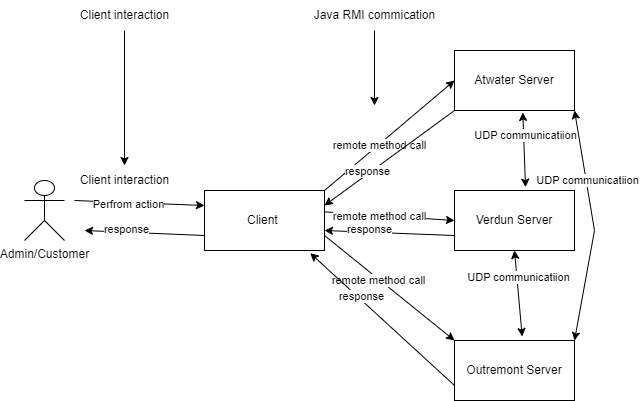 Client interaction
Java RMI commication
Atwater Server
UDP communicatiion
remote method call
response
Client interaction
UDP communicatiion
Perfrom action
remote method call
Client
Verdun Server
response
response
Admin/Customer
UDP communicatiion
remote method call
response
Outremont Server